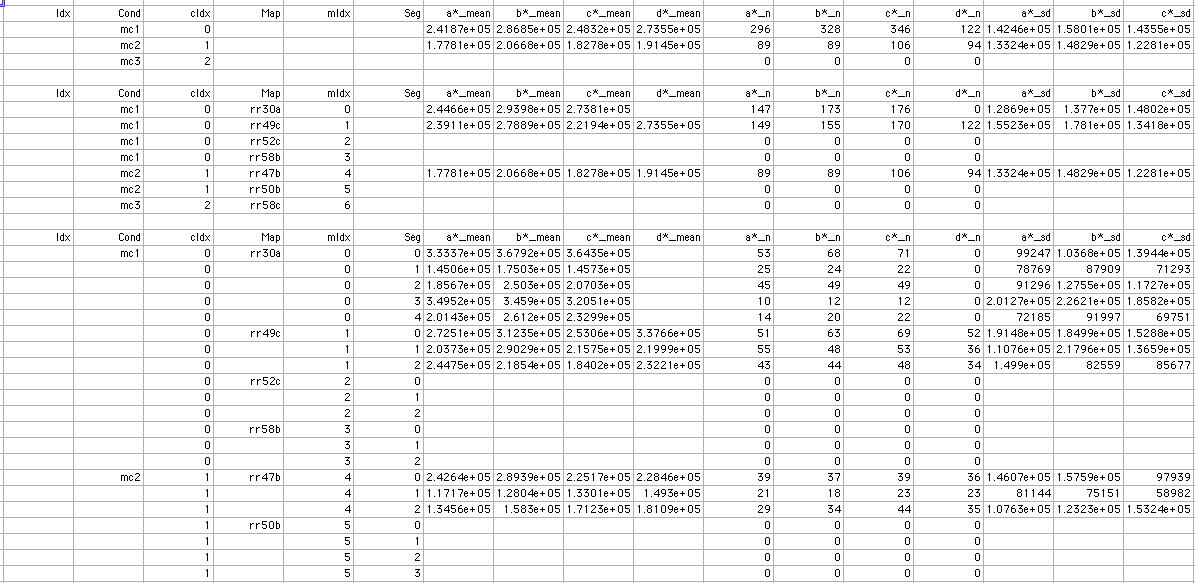 Idx Cond cIdx Map mIdx Seg a*_mean b*_mean c*_mean d*_mean a*_n b*_n c*_n d*_n a*_sd b*_sd c*_sd
mc1 0 2.4187e+05 2.8685e+05 2.4832e+05 2.7355e+05 296 328 346 122 1.4246e+05 1.5801e+05 1.4355e+05
mc2 1 1.7781e+05 2.0668e+05 1.8278e+05 1.9145e+05 89 89 106 94 1.3324e+05 1.4829e+05 1.2281e+05
mc3 2 0 0 0 0
Idx Cond cIdx Map mIdx Seg a*_mean b*_mean c*_mean d*_mean a*_n b*_n c*_n d*_n a*_sd b*_sd c*_sd
mc1 0 rr30a 0 2.4466e+05 2.9398e+05 2.7381e+05 147 173 176 0 1.2869e+05 1.377e+05 1.4802e+05
mc1 0 rr49c 1 2.3911e+05 2.7889e+05 2.2194e+05 2.7355e+05 149 155 170 122 1.5523e+05 1.781e+05 1.3418e+05
mc1 0 rr52c 2 0 0 0 0
mc1 0 rr58b 3 0 0 0 0
mc2 1 rr47b 4 1.7781e+05 2.0668e+05 1.8278e+05 1.9145e+05 89 89 106 94 1.3324e+05 1.4829e+05 1.2281e+05
mc2 1 rr50b 5 0 0 0 0
mc3 2 rr58c 6 0 0 0 0
Idx Cond cIdx Map mIdx Seg a*_mean b*_mean c*_mean d*_mean a*_n b*_n c*_n d*_n a*_sd b*_sd c*_sd
mc1 0 rr30a 0 0 3.3337e+05 3.6792e+05 3.6435e+05 53 68 71 0 99247 1.0368e+05 1.3944e+05
0 0 1 1.4506e+05 1.7503e+05 1.4573e+05 25 24 22 0 78769 87909 71293
0 0 2 1.8567e+05 2.503e+05 2.0703e+05 45 49 49 0 91296 1.2755e+05 1.1727e+05
0 0 3 3.4952e+05 3.459e+05 3.2051e+05 10 12 12 0 2.0127e+05 2.2621e+05 1.8582e+05
0 0 4 2.0143e+05 2.612e+05 2.3299e+05 14 20 22 0 72185 91997 69751
0 rr49c 1 0 2.7251e+05 3.1235e+05 2.5306e+05 3.3766e+05 51 63 69 52 1.9148e+05 1.8499e+05 1.5288e+05
0 1 1 2.0373e+05 2.9029e+05 2.1575e+05 2.1999e+05 55 48 53 36 1.1076e+05 2.1796e+05 1.3659e+05
0 1 2 2.4475e+05 2.1854e+05 1.8402e+05 2.3221e+05 43 44 48 34 1.499e+05 82559 85677
0 rr52c 2 0 0 0 0 0
0 2 1 0 0 0 0
0 2 2 0 0 0 0
0 rr58b 3 0 0 0 0 0
0 3 1 0 0 0 0
0 3 2 0 0 0 0
mc2 1 rr47b 4 0 2.4264e+05 2.8939e+05 2.2517e+05 2.2846e+05 39 37 39 36 1.4607e+05 1.5759e+05 97939
1 4 1 1.1717e+05 1.2804e+05 1.3301e+05 1.493e+05 21 18 23 23 81144 75151 58982
1 4 2 1.3456e+05 1.583e+05 1.7123e+05 1.8109e+05 29 34 44 35 1.0763e+05 1.2323e+05 1.5324e+05
1 rr50b 5 0 0 0 0 0
1 5 1 0 0 0 0
1 5 2 0 0 0 0
1 5 3 0 0 0 0